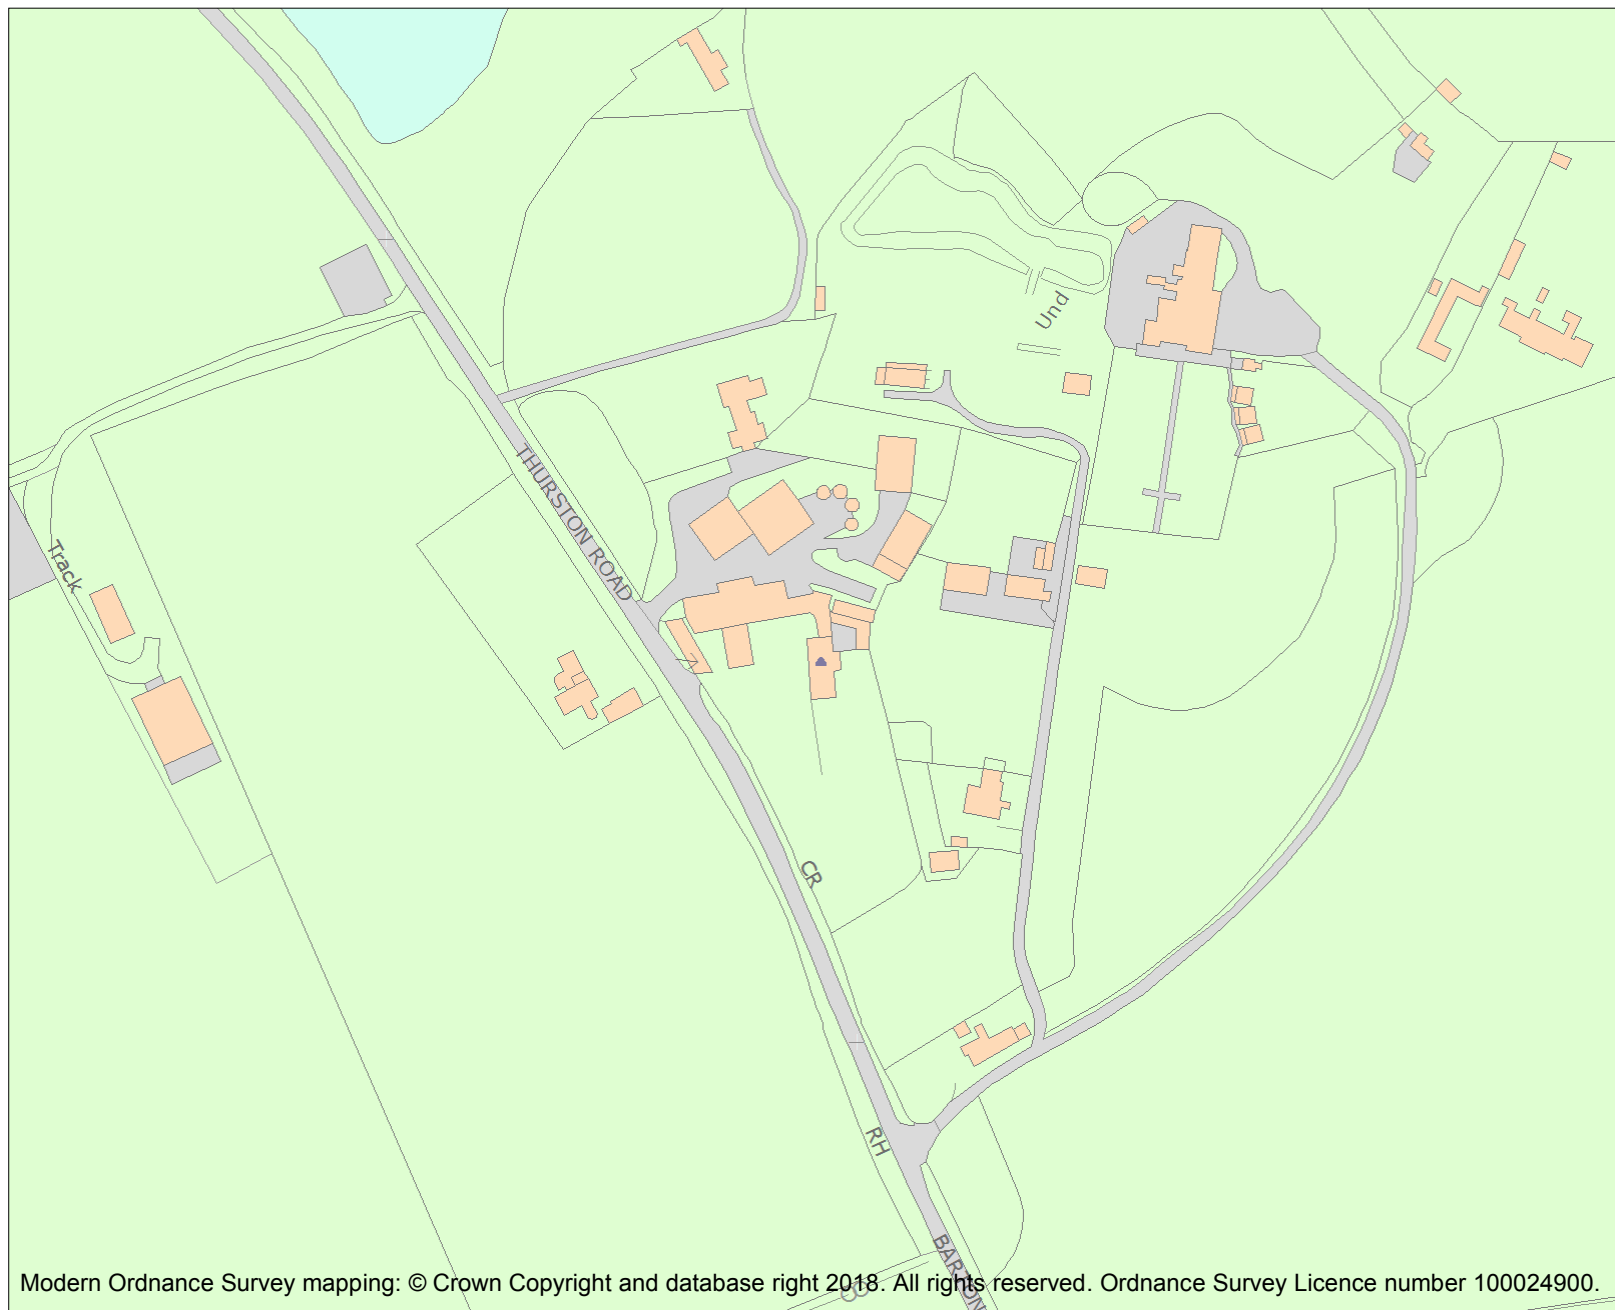 Und
THURSTON ROAD
Track
CR
RH
BARTON
Modern Ordnance Survey mapping: © Crown Copyright and database right 2018. All rights reserved. Ordnance Survey Licence number 100024900.